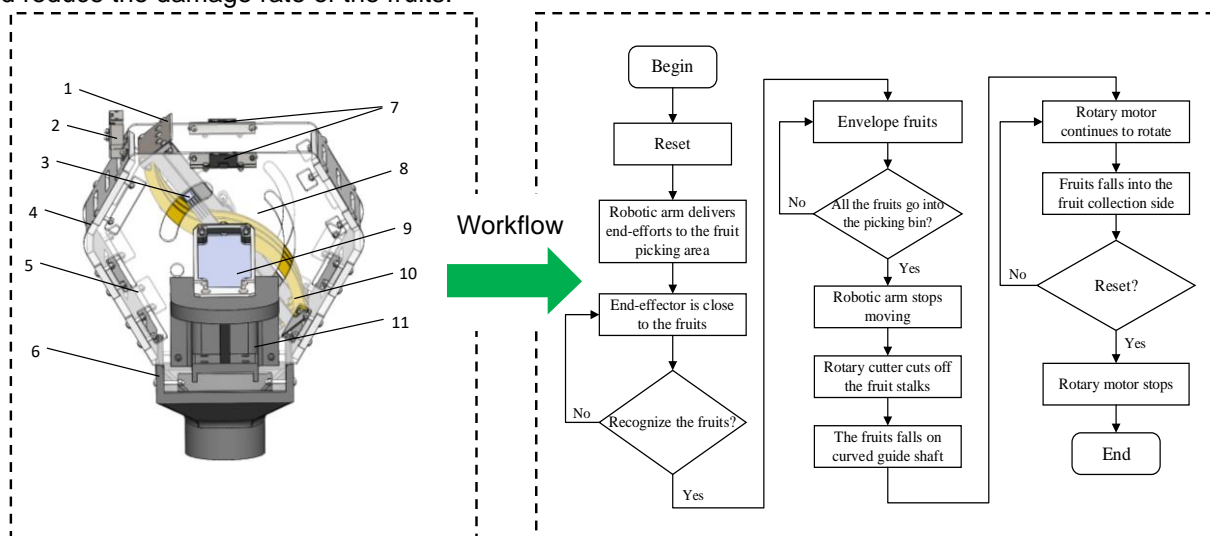 d reduce the damage rate of the fruits.
1
2
3
4
5
6
7
8
9
10
11
Workflow
Begin
Reset
Robotic arm delivers
end-efforts to the fruit
picking area
End-effector is close
to the fruits
No
Recognize the fruits?
Yes
Envelope fruits
No
All the fruits go into
the picking bin?
Yes
Robotic arm stops
moving
Rotary cutter cuts off
the fruit stalks
The fruits falls on
curved guide shaft
Rotary motor
continues to rotate
Fruits falls into the
fruit collection side
No
Reset?
Yes
Rotary motor stops
End